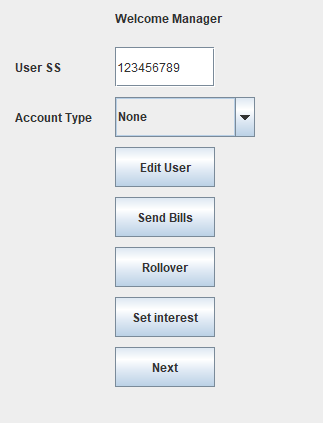 Welcome Manager
User SS 123456789
Account Type None
Edit User
Send Bills
Rollover
Set interest
Next